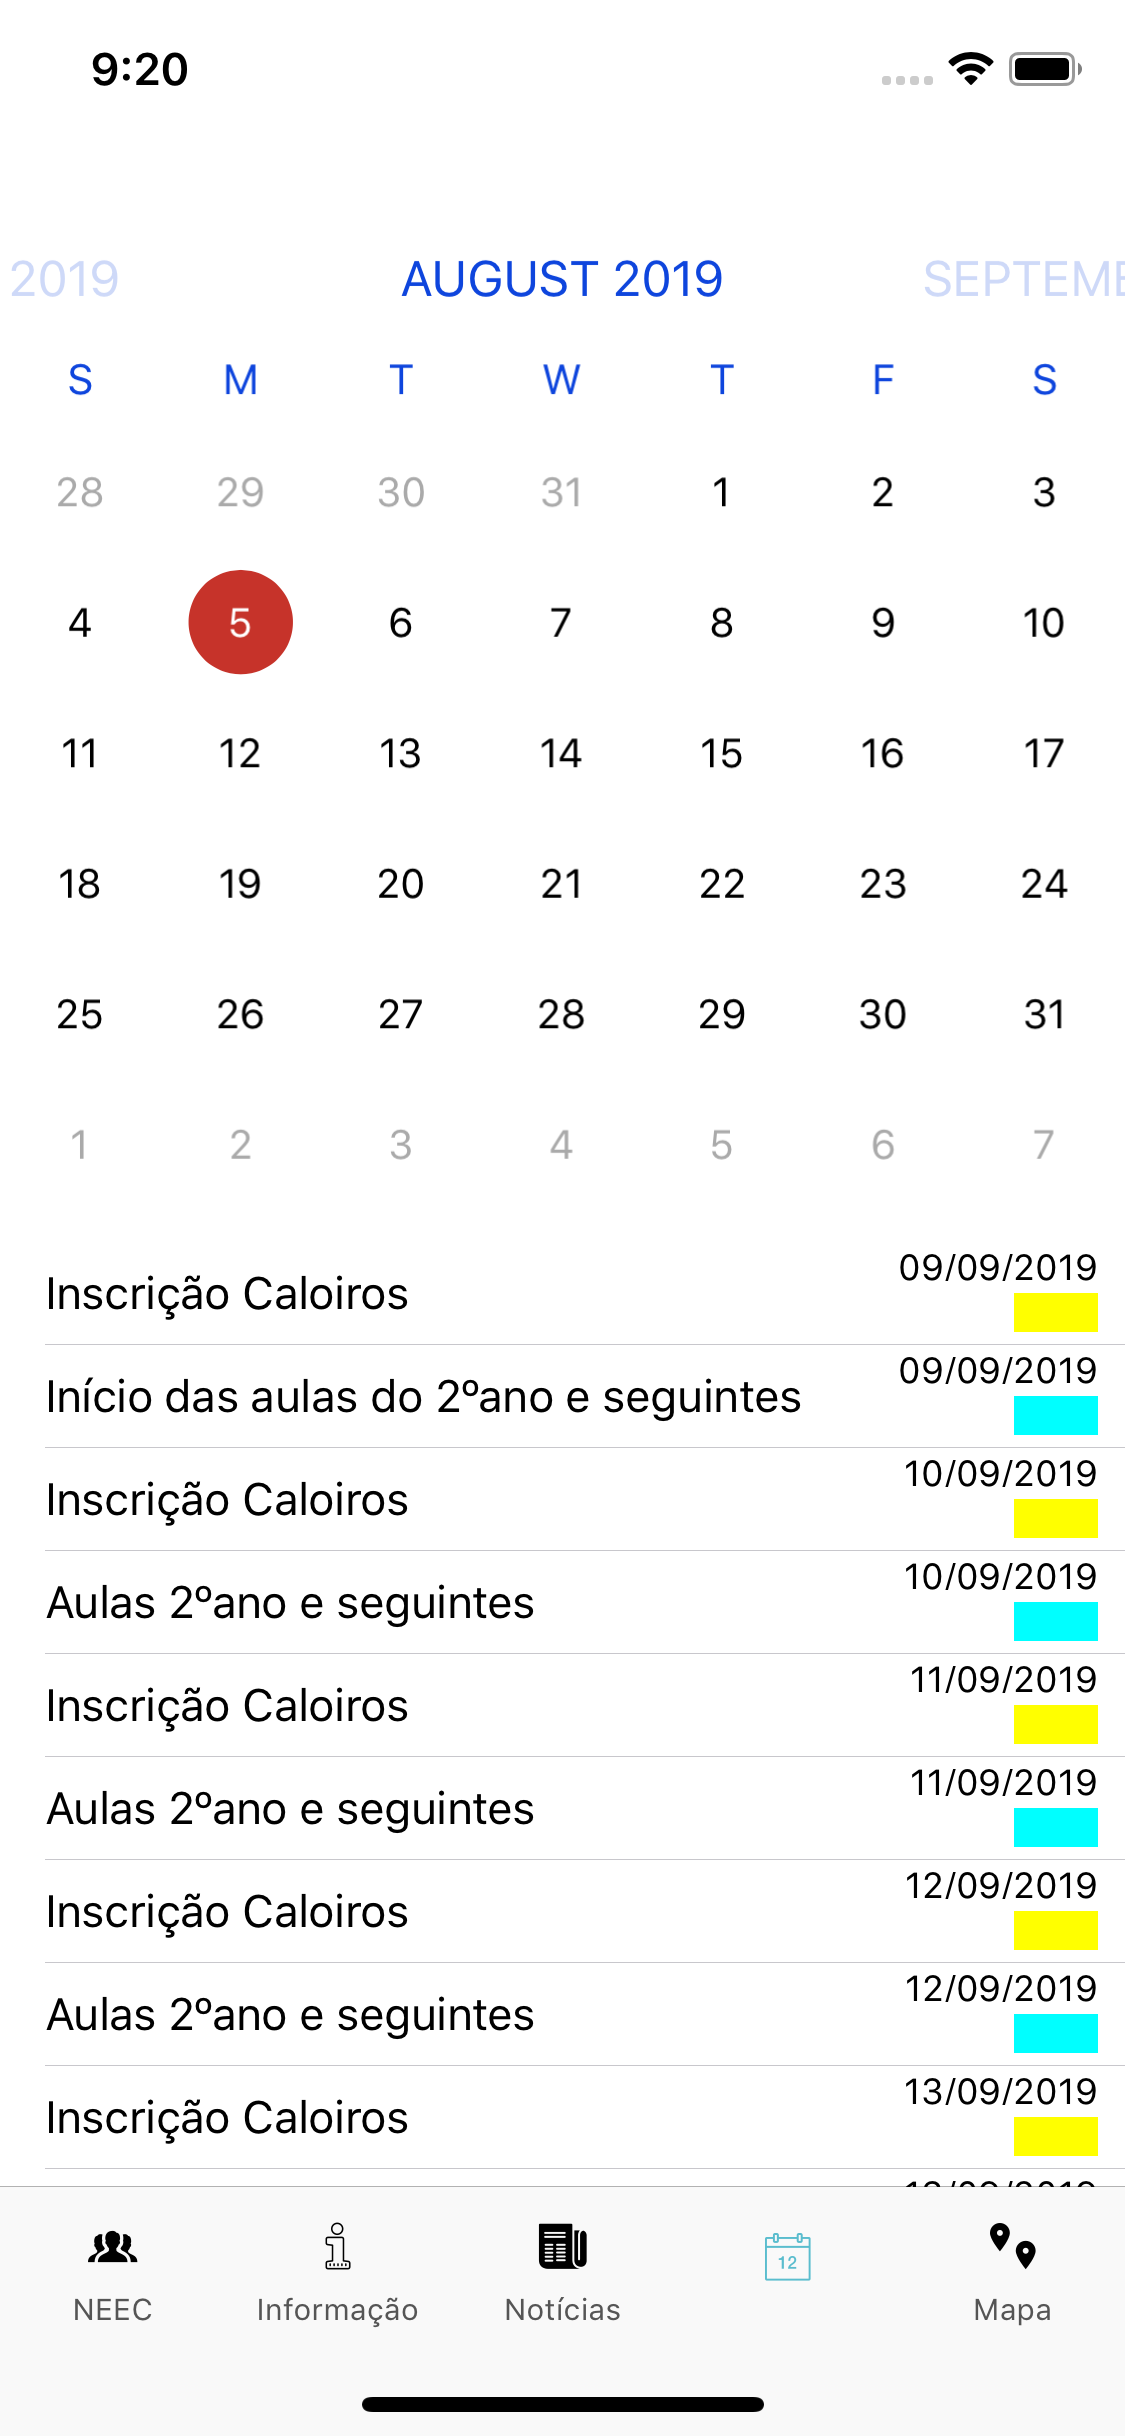 9:20
2019 AUGUST 2019 SEPTEME
S M T W T F S
28 29 30 31 1 2 3
4 5 6 7 8 9 10
11 12 13 14 15 16 17
18 19 20 21 22 23 24
25 26 27 28 29 30 31
1 2 3 4 5 6 7
Inscrição Caloiros 09/09/2019
Início das aulas do 2ºano e seguintes 09/09/2019
Inscrição Caloiros 10/09/2019
Aulas 2ºano e seguintes 10/09/2019
Inscrição Caloiros 11/09/2019
Aulas 2ºano e seguintes 11/09/2019
Inscrição Caloiros 12/09/2019
Aulas 2ºano e seguintes 12/09/2019
Inscrição Caloiros 13/09/2019
12
NEEC Informação Notícias Mapa